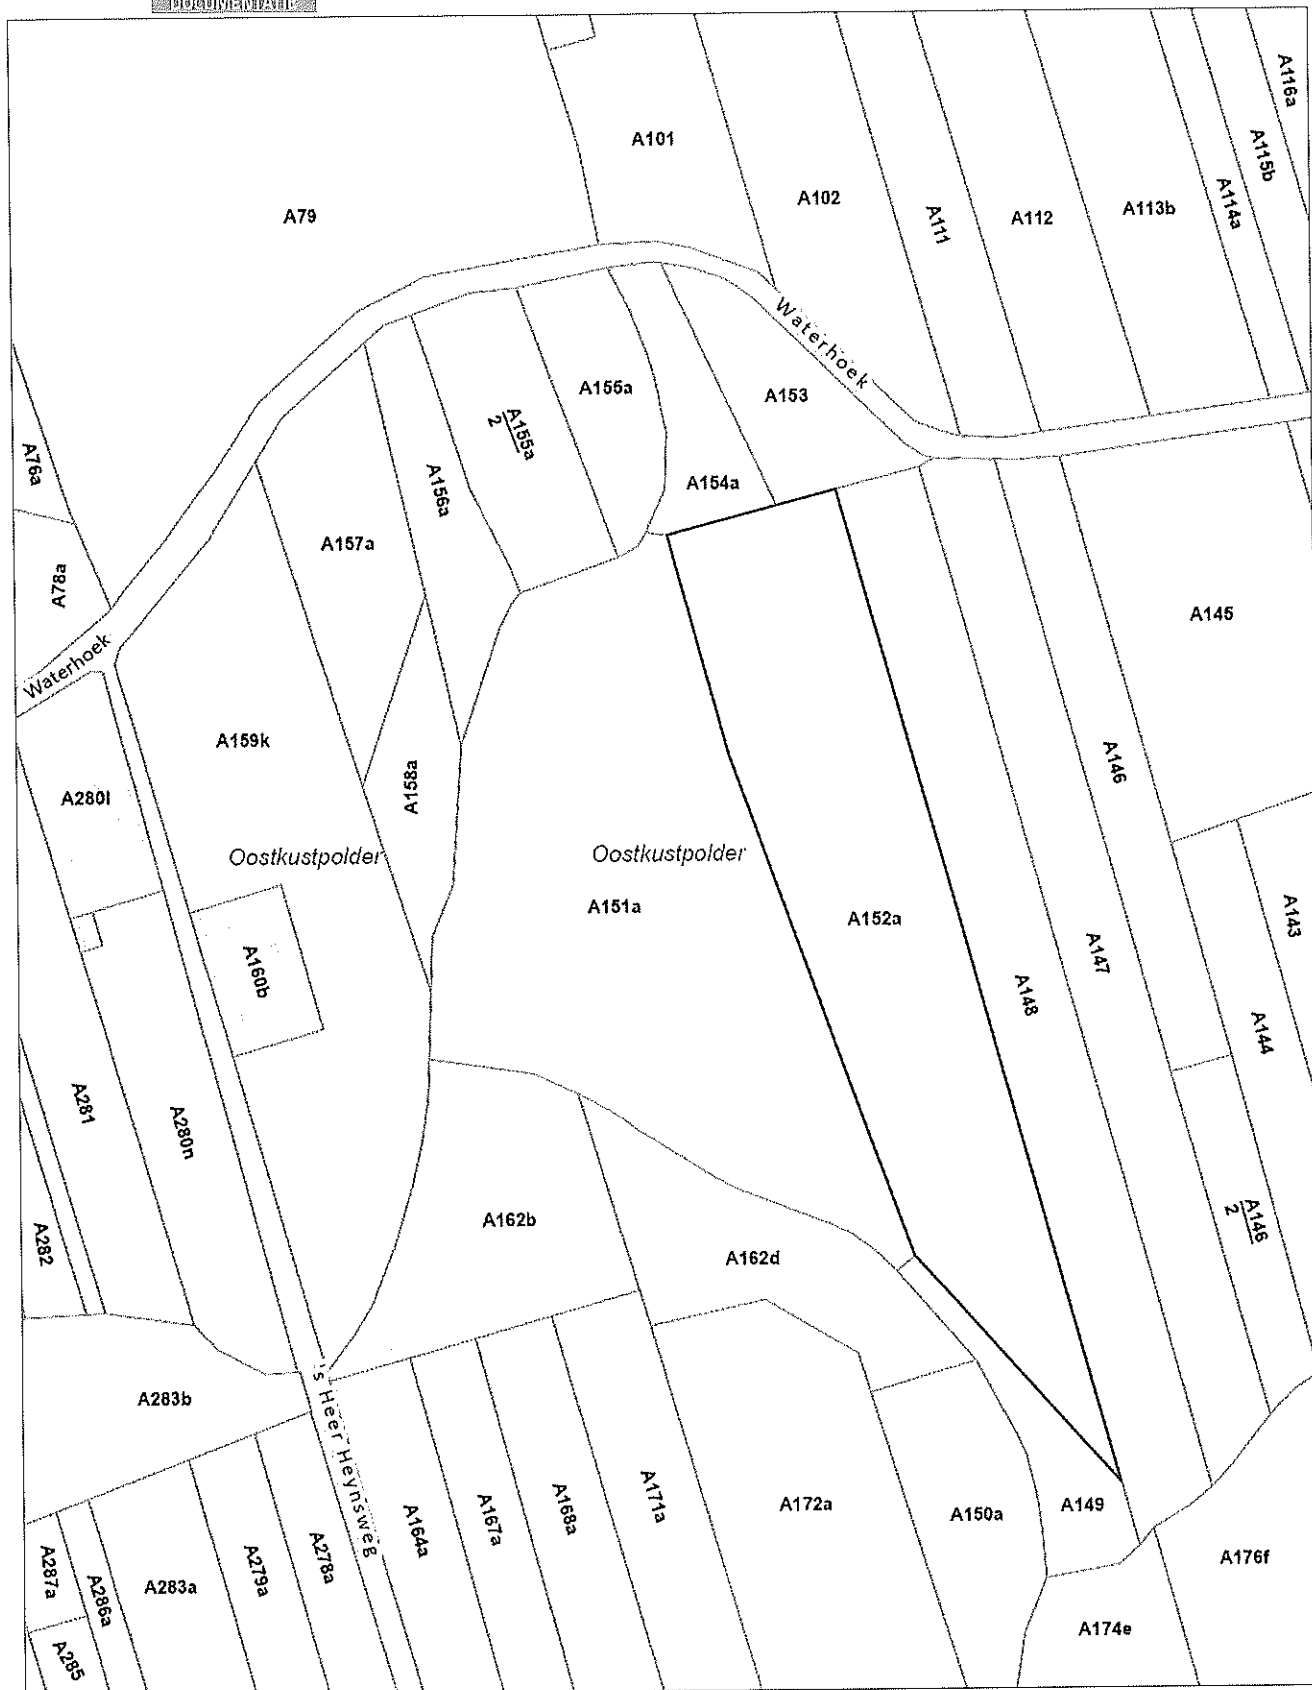 DOCUMENTATIE
A116a
A101
A115b
A102
A114a
A113b
A79
A112
A111
Waterhoek
A155a
A153
A155a
2
A76a
A156a
A154a
A157a
A78a
A145
Waterhoek
A159k
A146
A158a
A280l
Oostkustpolder
Oostkustpolder
A151a
A152a
A143
A147
A160b
A148
A144
A281
A280n
A146
2
A162b
A282
A162d
A283b
's Heer Heynsweg
A171a
A172a
A168a
A167a
A164a
A150a
A149
A278a
A279a
A283a
A286a
A287a
A176f
A174e
A285